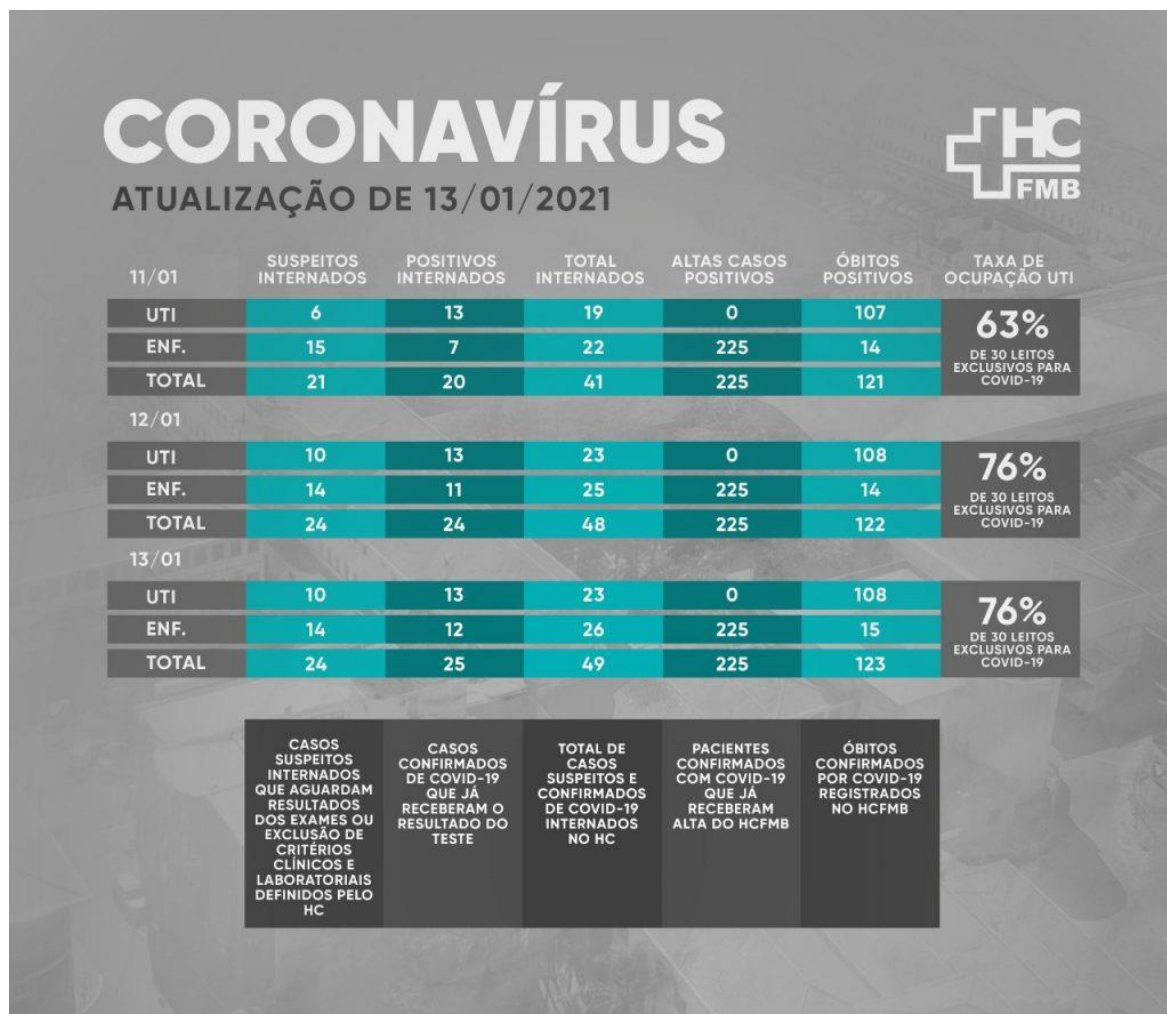 CORONAVÍRUS
ATUALIZAÇÃO DE 13/01/2021
HC
FMB
11/01
SUSPEITOS
INTERNADOS
POSITIVOS
INTERNADOS
TOTAL
INTERNADOS
ALTAS CASOS
POSITIVOS
ÓBITOS
POSITIVOS
TAXA DE
OCUPAÇÃO UTI
UTI 6 13 19 0 107
ENF. 15 7 22 225 14
TOTAL 21 20 41 225 121
63%
DE 30 LEITOS
EXCLUSIVOS PARA
COVID-19
12/01
UTI 10 13 23 0 108
ENF. 14 11 25 225 14
TOTAL 24 24 48 225 122
76%
DE 30 LEITOS
EXCLUSIVOS PARA
COVID-19
13/01
UTI 10 13 23 0 108
ENF. 14 12 26 225 15
TOTAL 24 25 49 225 123
76%
DE 30 LEITOS
EXCLUSIVOS PARA
COVID-19
CASOS
SUSPEITOS
INTERNADOS
QUE AGUARDAM
RESULTADOS
DOS EXAMES OU
EXCLUSÃO DE
CRITÉRIOS
CLÍNICOS E
LABORATORIAIS
DEFINIDOS PELO
HC
CASOS
CONFIRMADOS
DE COVID-19
QUE JÁ
RECEBERAM O
RESULTADO DO
TESTE
TOTAL DE
CASOS
SUSPEITOS E
CONFIRMADOS
DE COVID-19
INTERNADOS
NO HC
PACIENTES
CONFIRMADOS
COM COVID-19
QUE JÁ
RECEBERAM
ALTA DO HCFMB
ÓBITOS
CONFIRMADOS
POR COVID-19
REGISTRADOS
NO HCFMB